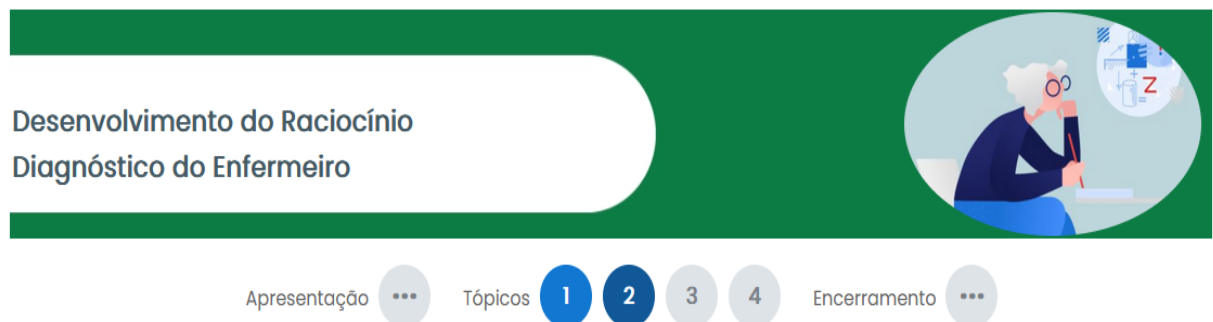 Desenvolvimento do Raciocínio
Diagnóstico do Enfermeiro
Z
Apresentação ••• Tópicos 1 2 3 4 Encerramento •••